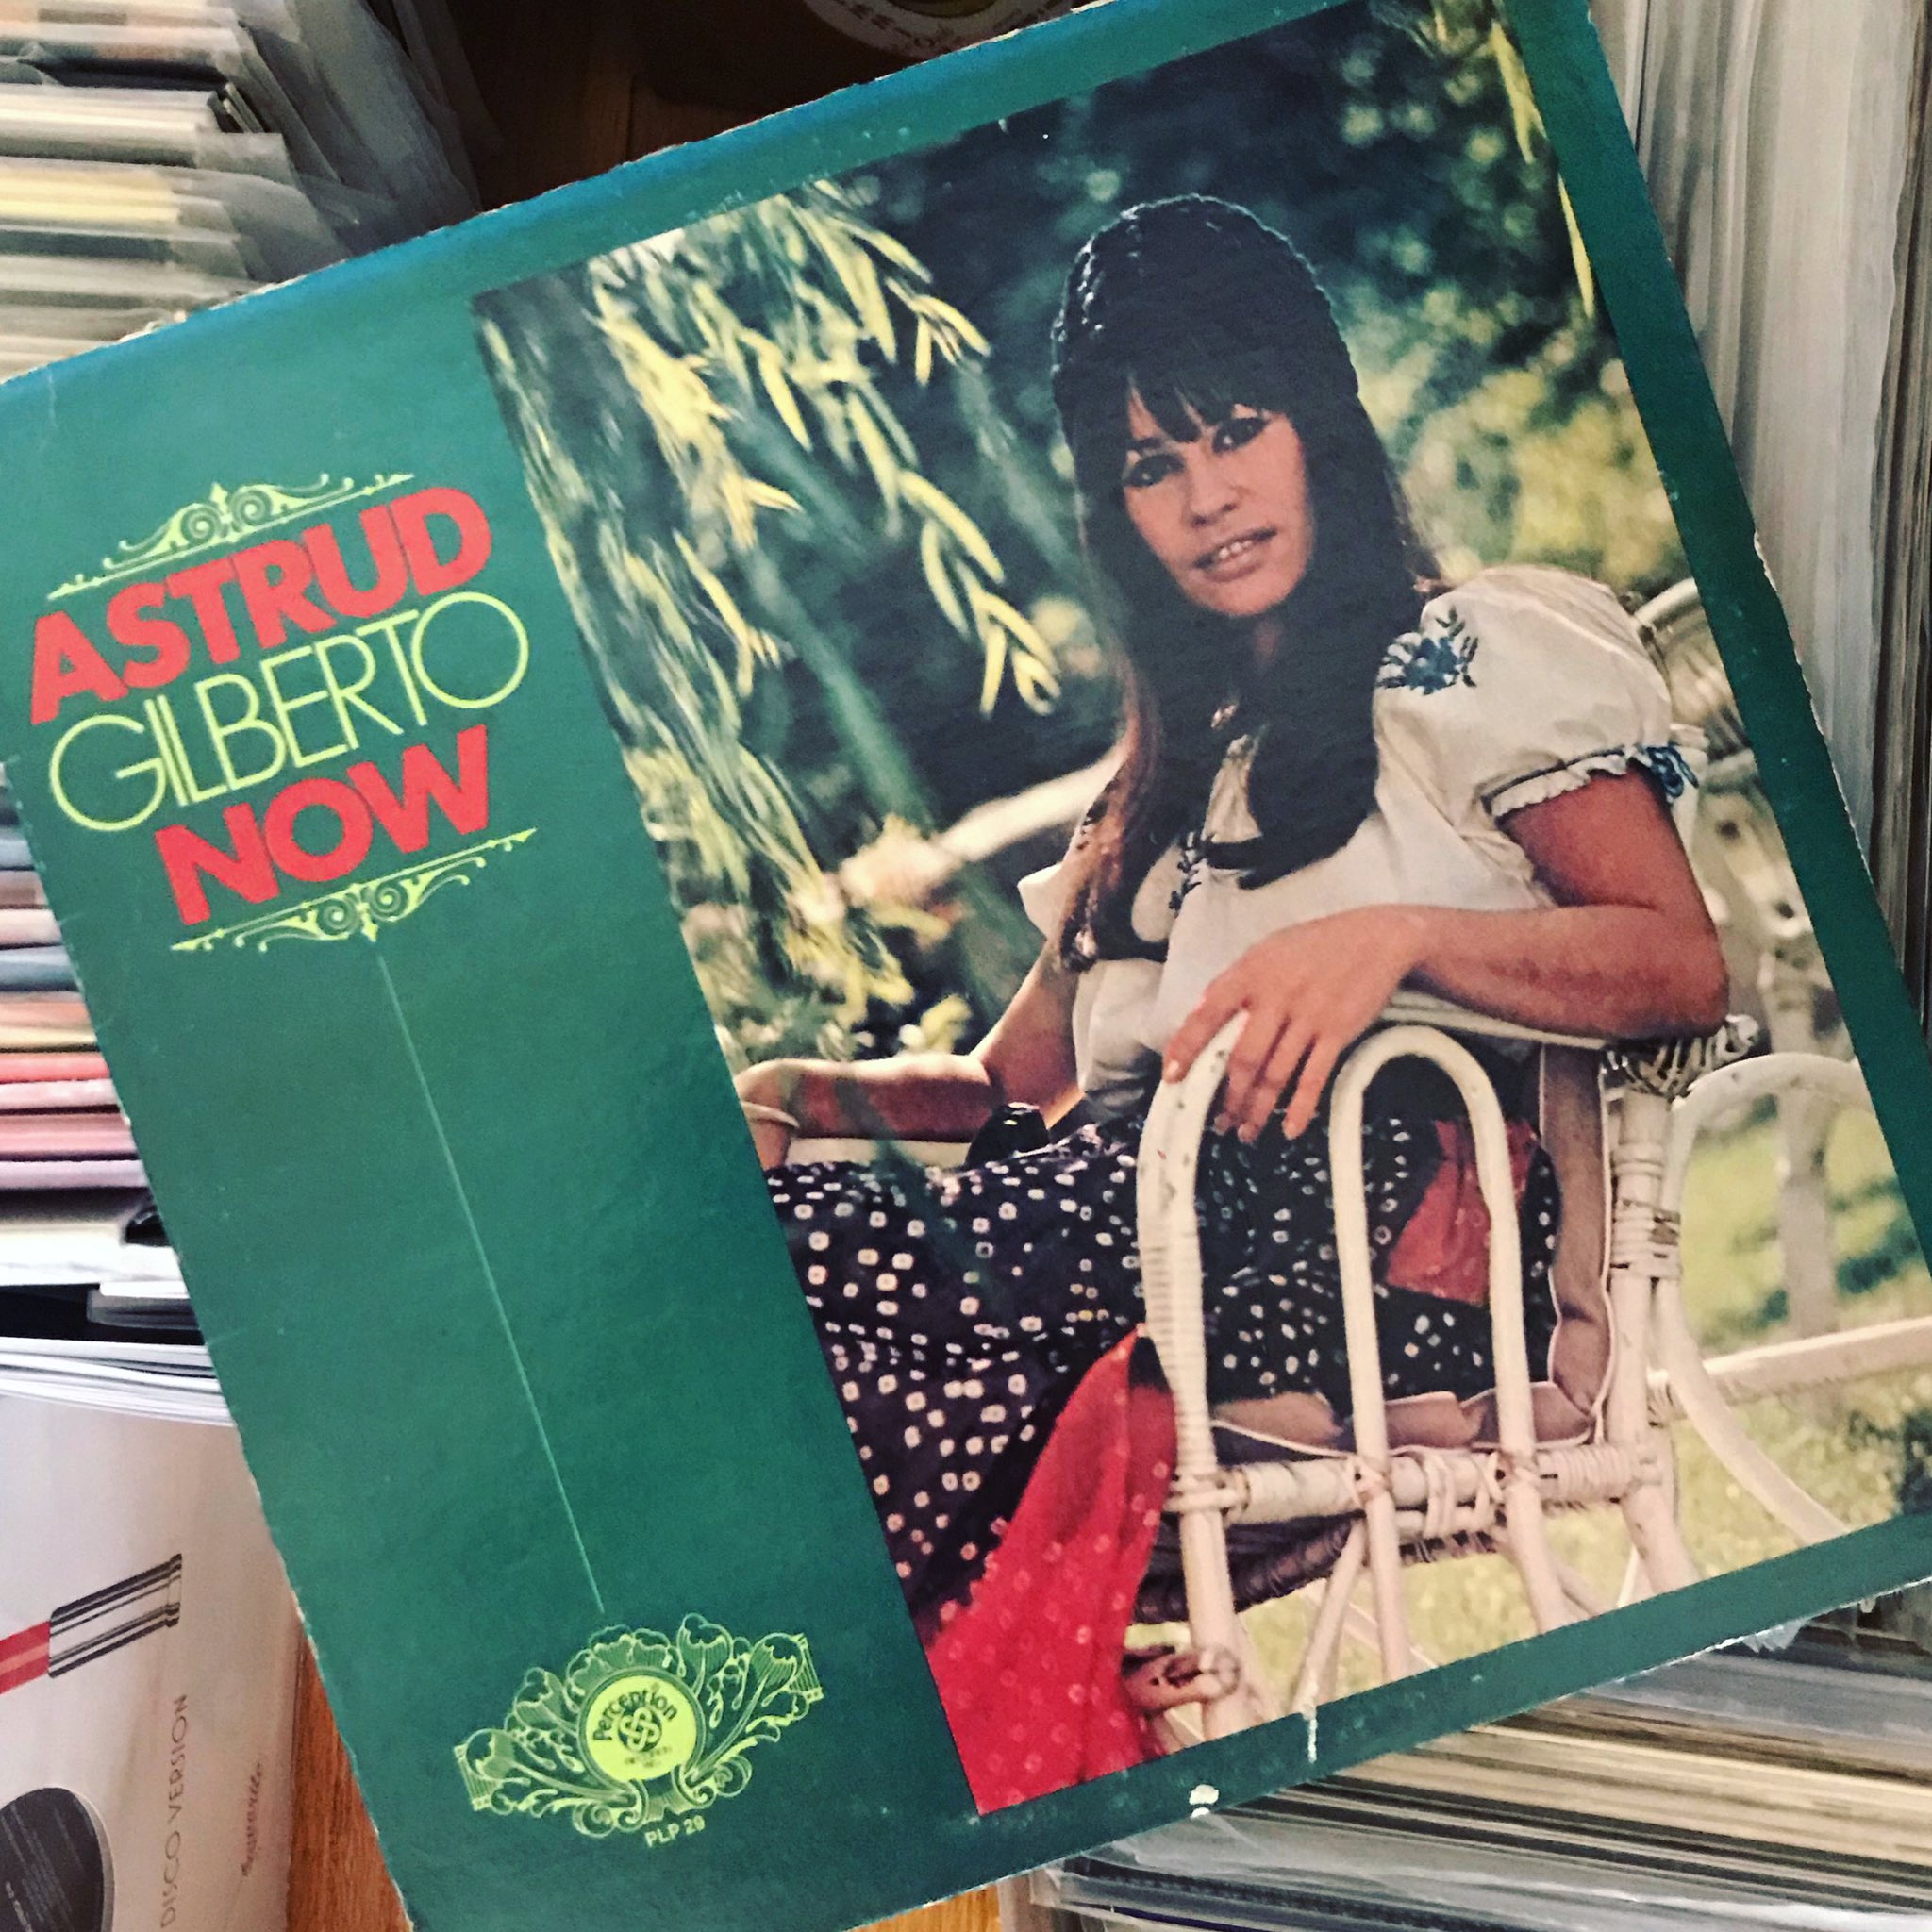 ASTRUD
GILBERTO
NOW
Perception
PLP 29
DISCO VERSION